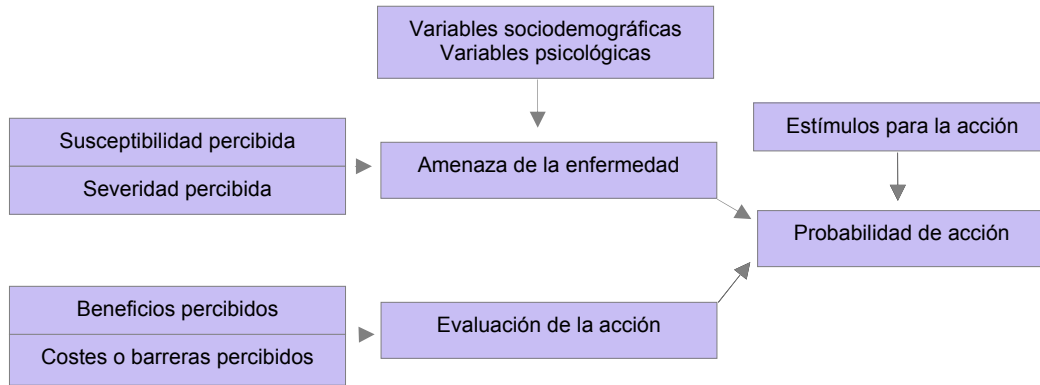 Variables sociodemográficas
Variables psicológicas
Susceptibilidad percibida
Severidad percibida
Amenaza de la enfermedad
Estímulos para la acción
Probabilidad de acción
Beneficios percibidos
Costes o barreras percibidos
Evaluación de la acción